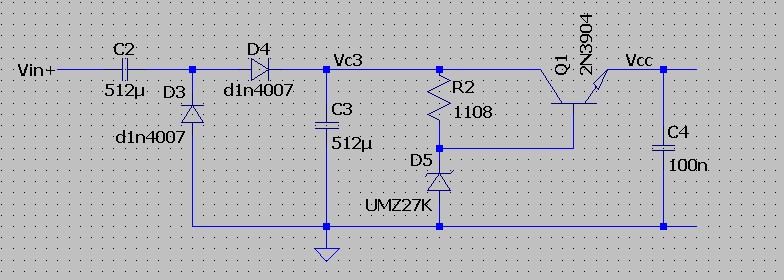 Vin+
C2
512µ
D3
d1n4007
D4
d1n4007
Vc3
C3
512µ
R2
1108
D5
UMZ27K
Q1
2N3904
Vcc
C4
100n